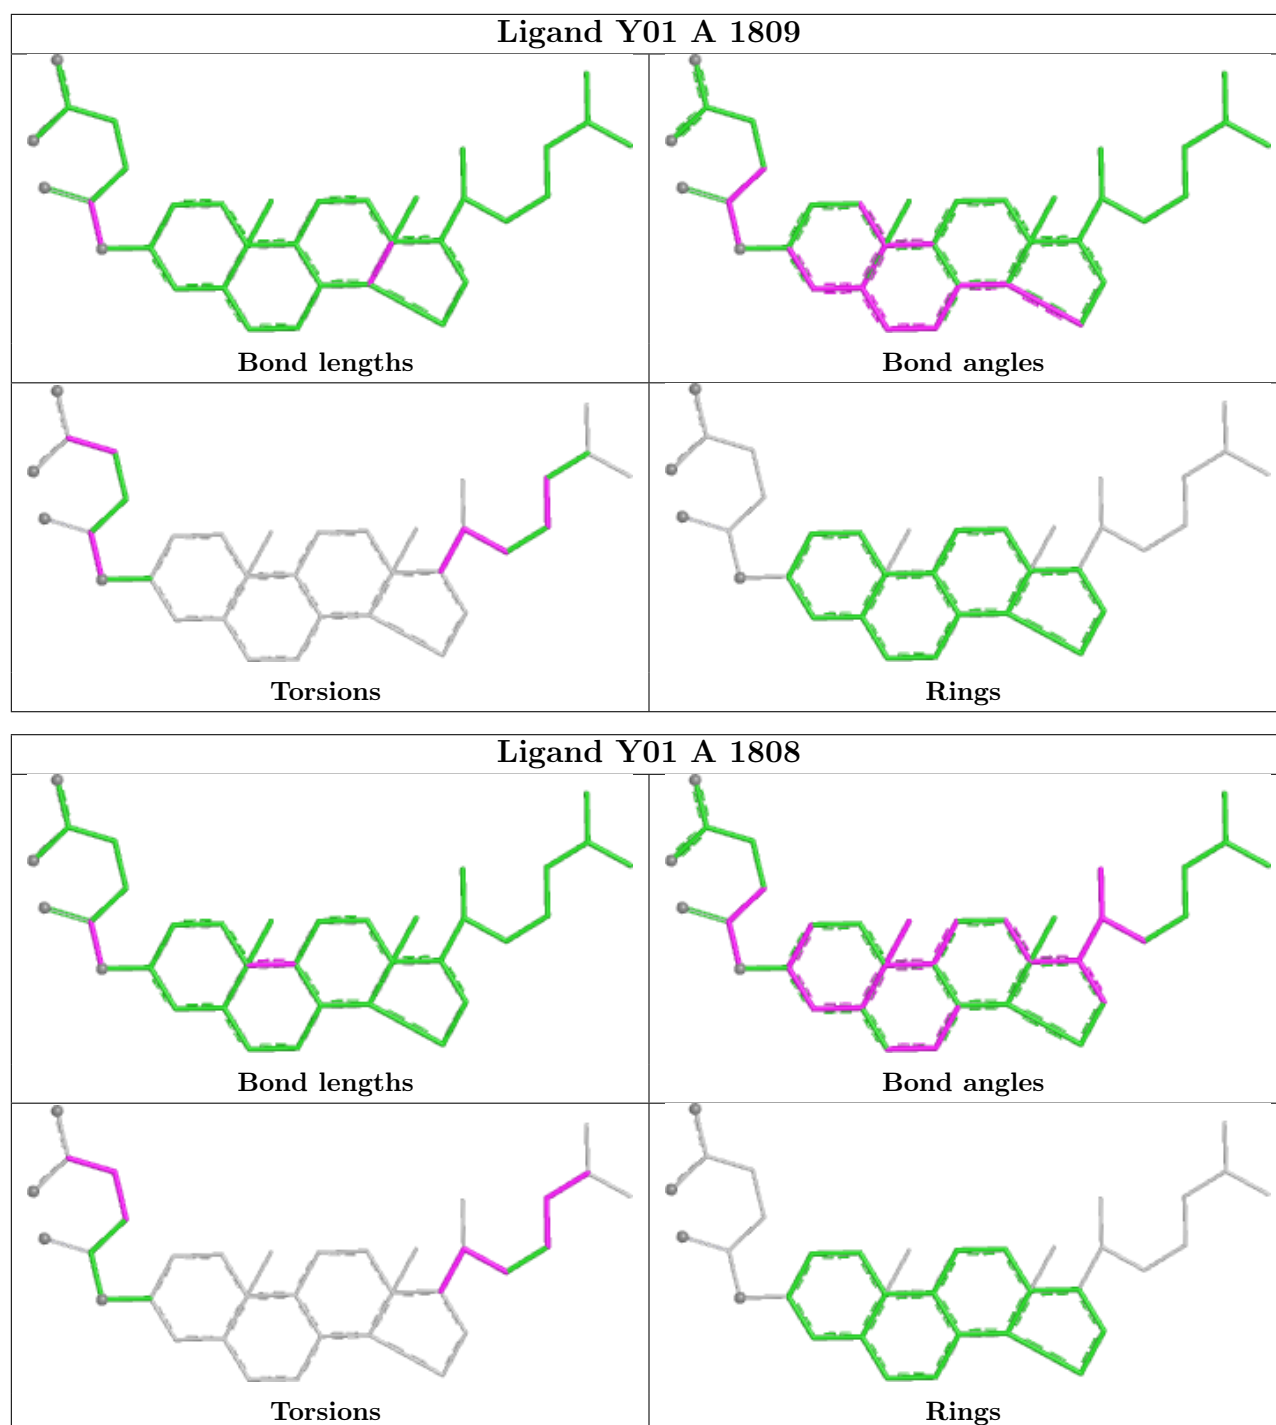 Ligand Y01 A 1809
Bond lengths
Bond angles
Torsions
Rings
Ligand Y01 A 1808
Bond lengths
Bond angles
Torsions
Rings